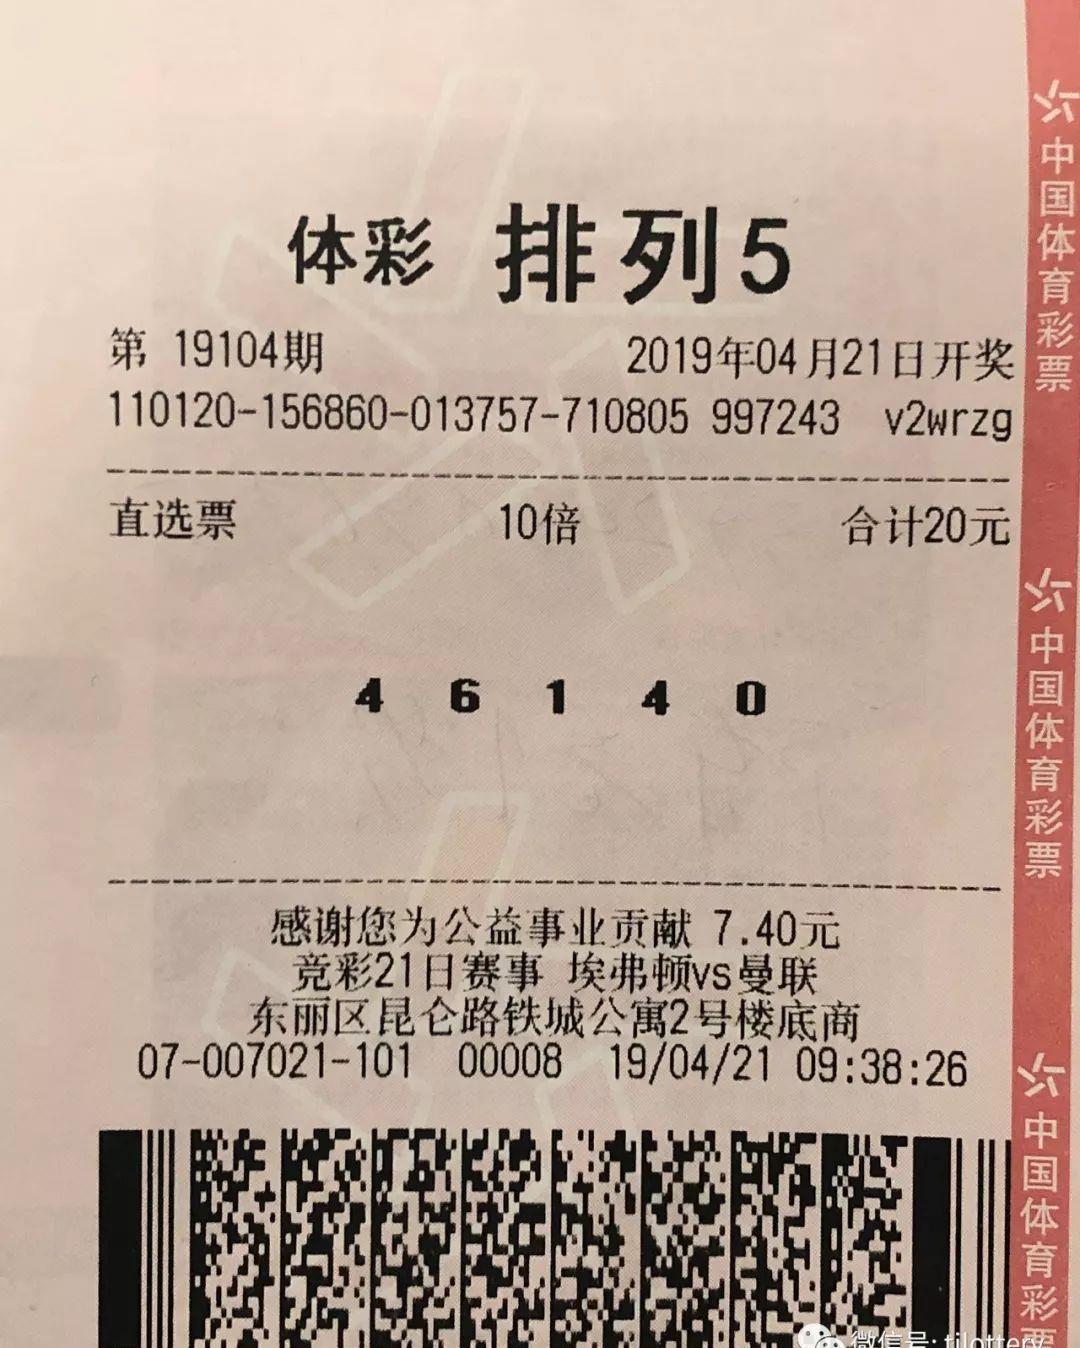 体彩 排列5
第 19104期 2019年04月21日开奖
110120-156860-013757-710805 997243 v2wrzg
直选票 10倍 合计20元
4 6 1 4 0
感谢您为公益事业贡献 7.40元
竞彩21日赛事 埃弗顿vs曼联
东丽区昆仑路铁城公寓2号楼底商
07-007021-101 00008 19/04/21 09:38:26
中国体育彩票
中国体育彩票
中国体育彩票
微信号: tjlottery